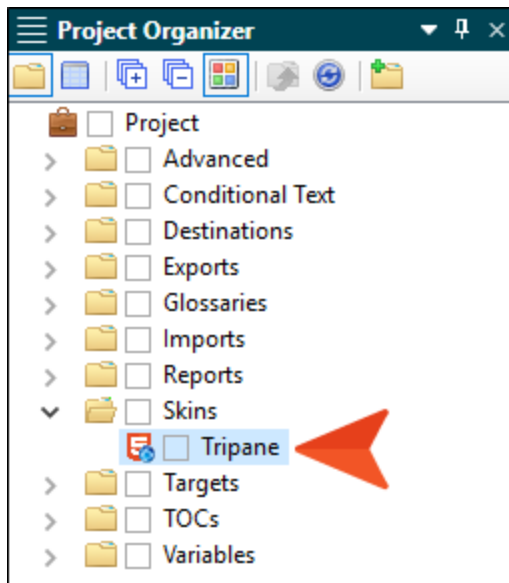 Project Organizer
Project
Advanced
Conditional Text
Destinations
Exports
Glossaries
Imports
Reports
Skins
Tripane
Targets
TOCs
Variables